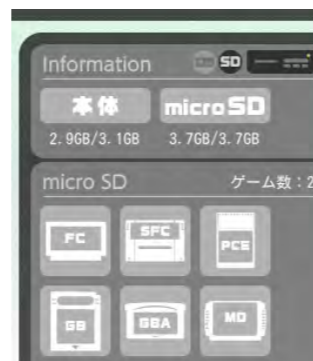 Information SD
本体 microSD
2.9GB/3.1GB 3.7GB/3.7GB
micro SD ゲーム数：2
FC SFC PCE
GB GBA MD